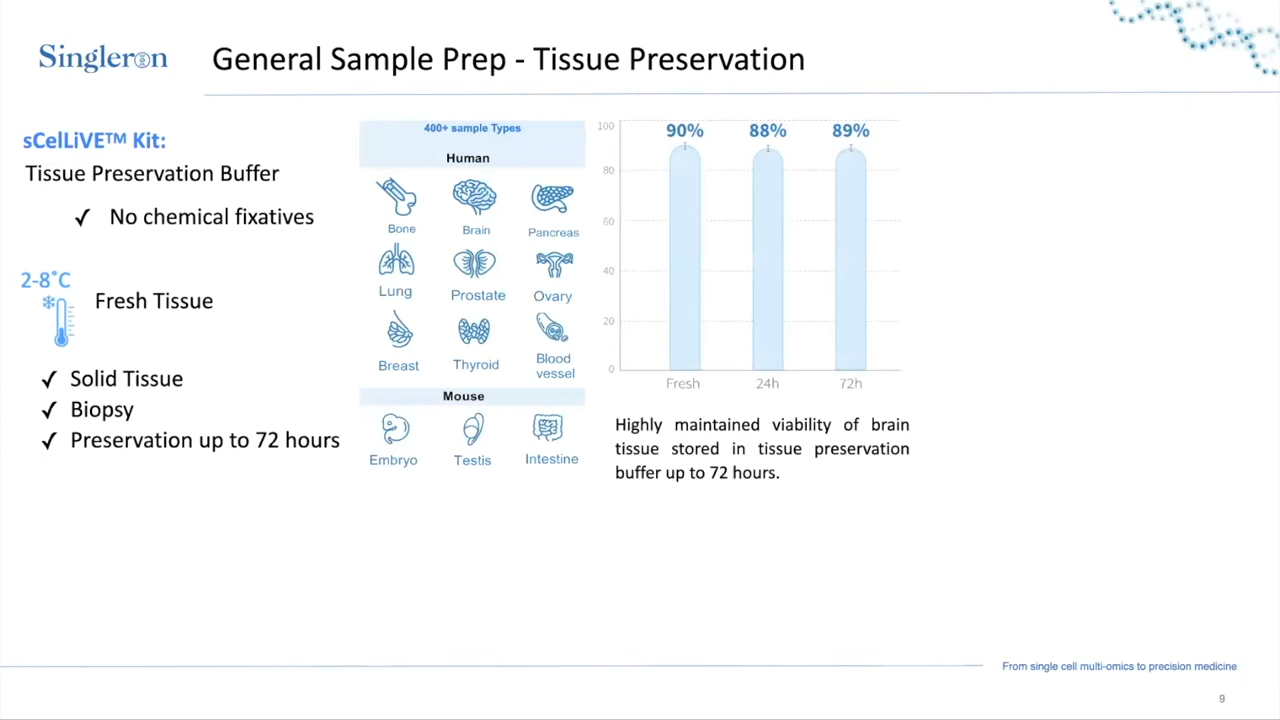 Singleron
General Sample Prep - Tissue Preservation
sCelLiVE™ Kit:
Tissue Preservation Buffer
✓ No chemical fixatives
2-8˚C
Fresh Tissue
✓ Solid Tissue
✓ Biopsy
✓ Preservation up to 72 hours
400+ sample Types
Human
Bone
Brain
Pancreas
Lung
Prostate
Ovary
Breast
Thyroid
Blood
vessel
Mouse
Embryo
Testis
Intestine
100
80
60
40
20
0
90%
88%
89%
Fresh
24h
72h
Highly maintained viability of brain
tissue stored in tissue preservation
buffer up to 72 hours.
From single cell multi-omics to precision medicine
9